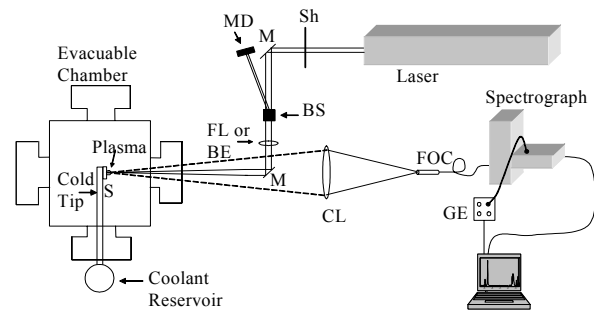 MD
M
Sh
Laser
Evacuable
Chamber
BS
Spectrograph
FL or
BE
Plasma
FOC
Cold
Tip
S
M
CL
GE
Coolant
Reservoir